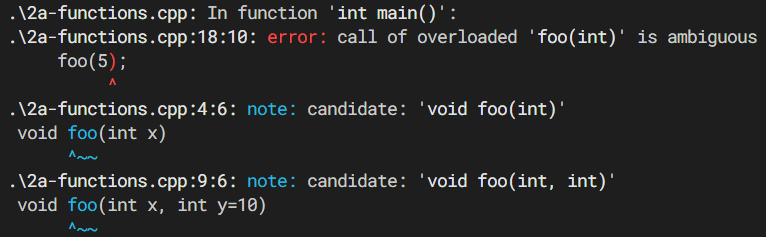 .\2a-functions.cpp: In function 'int main()':
.\2a-functions.cpp:18:10: error: call of overloaded 'foo(int)' is ambiguous
     foo(5);
          ^
.\2a-functions.cpp:4:6: note: candidate: 'void foo(int)'
 void foo(int x)
      ^~~
.\2a-functions.cpp:9:6: note: candidate: 'void foo(int, int)'
 void foo(int x, int y=10)
      ^~~